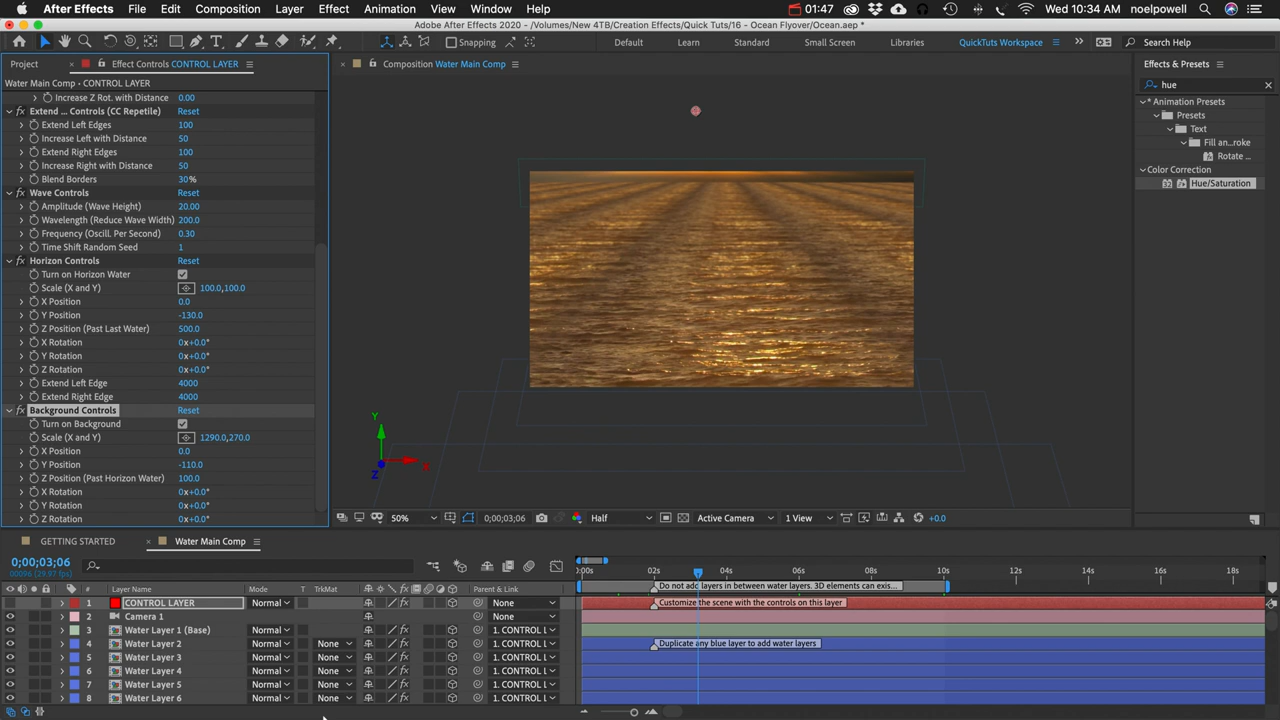 After Effects File Edit Composition Layer Effect Animation View Window Help 01:47 Wed 10:34 AM noelpowell
Adobe After Effects 2020 - /Volumes/New 4TB/Creation Effects/Quick Tuts/16 - Ocean Flyover/Ocean.aep *
Snapping Default Learn Standard Small Screen Libraries QuickTuts Workspace Search Help
Project Effect Controls CONTROL LAYER Composition Water Main Comp Effects & Presets
Water Main Comp • CONTROL LAYER
hue
Increase Z Rot. with Distance 0.00
* Animation Presets
Extend ... Controls (CC Repetile) Reset
Presets
Extend Left Edges 100
Text
Increase Left with Distance 50
Fill an...roke
Extend Right Edges 100
Rotate ...
Increase Right with Distance 50
Color Correction
Blend Borders 30%
Hue/Saturation
Wave Controls Reset
Amplitude (Wave Height) 20.00
Wavelength (Reduce Wave Width) 200.0
Frequency (Oscill. Per Second) 0.30
Time Shift Random Seed 1
Horizon Controls Reset
Turn on Horizon Water
Scale (X and Y) 100.0,100.0
X Position 0.0
Y Position -130.0
Z Position (Past Last Water) 500.0
X Rotation 0x+0.0°
Y Rotation 0x+0.0°
Z Rotation 0x+0.0°
Extend Left Edge 4000
Extend Right Edge 4000
Background Controls Reset
Turn on Background
Scale (X and Y) 1290.0,270.0
X Position 0.0
Y Position -110.0
Z Position (Past Horizon Water) 100.0
X Rotation 0x+0.0°
Y Rotation 0x+0.0°
Z Rotation 0x+0.0°
Y
X
Z
50% 0;00;03;06 Half Active Camera 1 View +0.0
GETTING STARTED Water Main Comp
0;00;03;06
00096 (29.97 fps)
:00s 02s 04s 06s 08s 10s 12s 14s 16s 18s
# Layer Name Mode T TrkMat Parent & Link
Do not add layers in between water layers. 3D elements can exis...
1 CONTROL LAYER Normal None Customize the scene with the controls on this layer
2 Camera 1 None
3 Water Layer 1 (Base) Normal 1. CONTROL L
4 Water Layer 2 Normal None 1. CONTROL L Duplicate any blue layer to add water layers
5 Water Layer 3 Normal None 1. CONTROL L
6 Water Layer 4 Normal None 1. CONTROL L
7 Water Layer 5 Normal None 1. CONTROL L
8 Water Layer 6 Normal None 1. CONTROL L